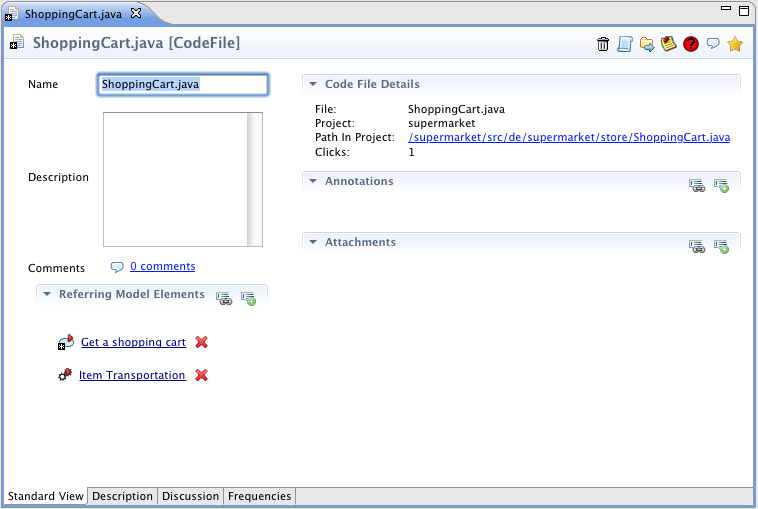 ShoppingCart.java
ShoppingCart.java [CodeFile]
Name
ShoppingCart.java
Description
Comments
0 comments
Referring Model Elements
Get a shopping cart
Item Transportation
Code File Details
File: ShoppingCart.java
Project: supermarket
Path In Project: /supermarket/src/de/supermarket/store/ShoppingCart.java
Clicks: 1
Annotations
Attachments
Standard View Description Discussion Frequencies